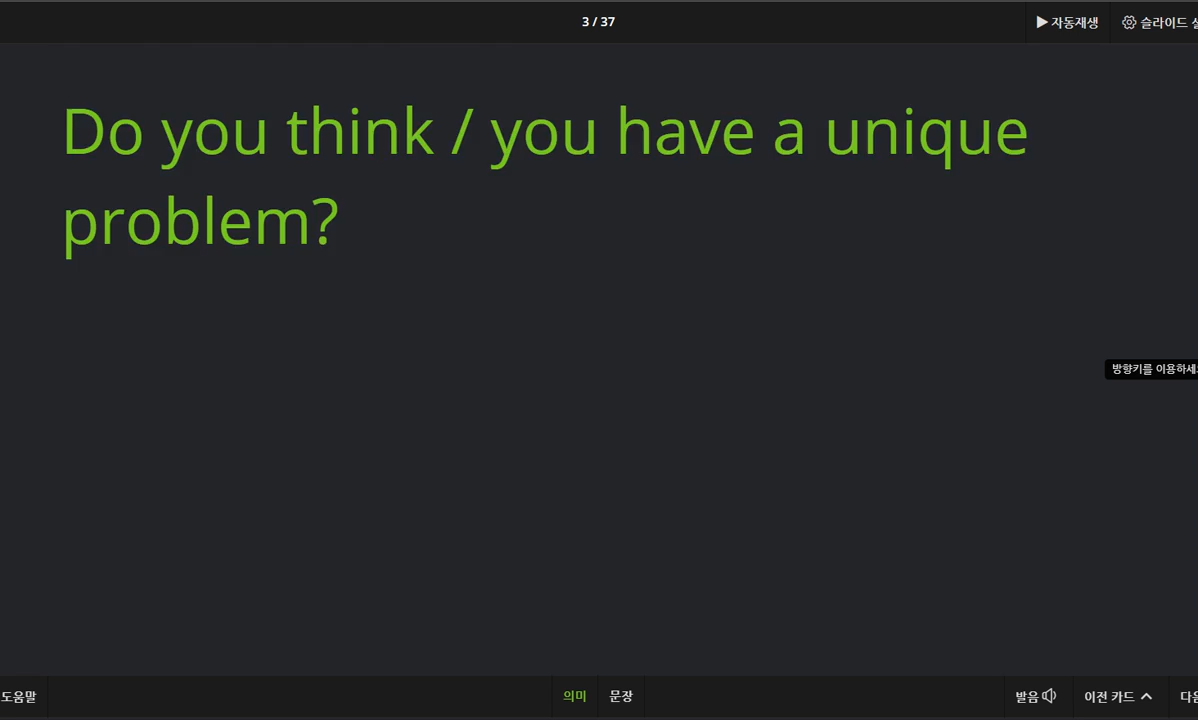 3 / 37
▶ 자동재생
슬라이드
Do you think / you have a unique
problem?
방향키를 이용하세
도움말
의미
문장
발음
이전 카드